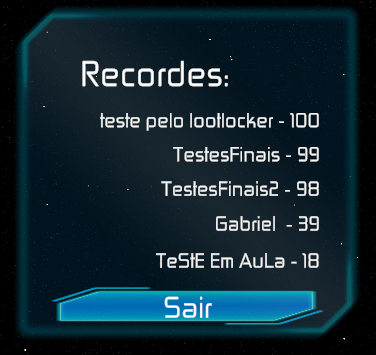 Recordes:
teste pelo lootlocker - 100
TestesFinais - 99
TestesFinais2 - 98
Gabriel - 39
TeStE Em AuLa - 18
Sair